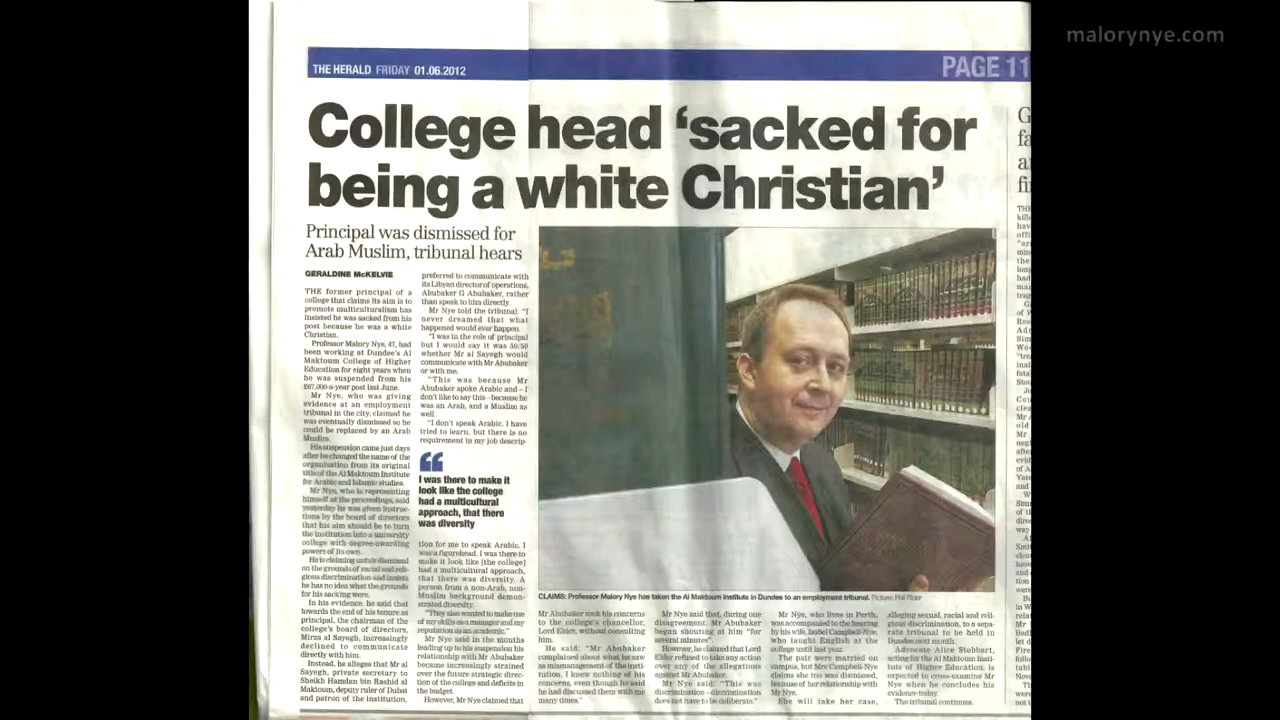 malorynye.com
THE HERALD FRIDAY 01.06.2012
PAGE 11
College head ‘sacked for
being a white Christian’
Principal was dismissed for
Arab Muslim, tribunal hears
GERALDINE McKELVIE
THE former principal of a
college that claims its aim is to
promote multiculturalism has
insisted he was sacked from his
post because he was a white
Christian.
Professor Malory Nye, 47, had
been working at Dundee's Al
Maktoum College of Higher
Education for eight years when
he was suspended from his
£67,000-a-year post last June.
Mr Nye, who was giving
evidence at an employment
tribunal in the city, claimed he
was eventually dismissed so he
could be replaced by an Arab
Muslim.
His suspension came just days
after he changed the name of the
organisation from its original
title of the Al Maktoum Institute
for Arabic and Islamic studies.
Mr Nye, who is representing
himself at the proceedings, said
yesterday he was given instruc-
tions by the board of directors
that his aim should be to turn
the institution into a university
college with degree-awarding
powers of its own.
He is claiming unfair dismissal
on the grounds of racial and reli-
gious discrimination and insists
he has no idea what the grounds
for his sacking were.
In his evidence, he said that
towards the end of his tenure as
principal, the chairman of the
college's board of directors,
Mirza al Sayegh, increasingly
declined to communicate
directly with him.
Instead, he alleges that Mr al
Sayegh, private secretary to
Sheikh Hamdan bin Rashid al
Maktoum, deputy ruler of Dubai
and patron of the institution,
preferred to communicate with
its Libyan director of operations,
Abubaker G Abubaker, rather
than speak to him directly.
Mr Nye told the tribunal: "I
never dreamed that what
happened would ever happen.
"I was in the role of principal
but I would say it was 50/50
whether Mr al Sayegh would
communicate with Mr Abubaker
or with me.
"This was because Mr
Abubaker spoke Arabic and – I
don't like to say this – because he
was an Arab, and a Muslim as
well.
"I don't speak Arabic. I have
tried to learn, but there is no
requirement in my job descrip-
“
I was there to make it
look like the college
had a multicultural
approach, that there
was diversity
tion for me to speak Arabic. I
was a figurehead. I was there to
make it look like [the college]
had a multicultural approach,
that there was diversity. A
person from a non-Arab, non-
Muslim background demon-
strated diversity.
"They also wanted to make use
of my skills as a manager and my
reputation as an academic."
Mr Nye said in the months
leading up to his suspension his
relationship with Mr Abubaker
became increasingly strained
over the future strategic direc-
tion of the college and deficits in
the budget.
However, Mr Nye claimed that
CLAIMS: Professor Malory Nye has taken the Al Maktoum Institute in Dundee to an employment tribunal. Picture: Phil Rider
Mr Abubaker took his concerns
to the college's chancellor,
Lord Elder, without consulting
him.
He said: "Mr Abubaker
complained about what he saw
as mismanagement of the insti-
tution. I knew nothing of his
concerns, even though he said
he had discussed them with me
many times."
Mr Nye said that, during one
disagreement, Mr Abubaker
began shouting at him "for
several minutes".
However, he claimed that Lord
Elder refused to take any action
over any of the allegations
against Mr Abubaker.
Mr Nye said: "This was
discrimination – discrimination
does not have to be deliberate."
Mr Nye, who lives in Perth,
was accompanied to the hearing
by his wife, Isabel Campbell-Nye,
who taught English at the
college until last year.
The pair were married on
campus, but Mrs Campbell-Nye
claims she too was dismissed,
because of her relationship with
Mr Nye.
She will take her case,
alleging sexual, racial and reli-
gious discrimination, to a sepa-
rate tribunal to be held in
Dundee next month.
Advocate Alice Stobbart,
acting for the Al Maktoum Insti-
tute of Higher Education, is
expected to cross-examine Mr
Nye when he concludes his
evidence today.
The tribunal continues.